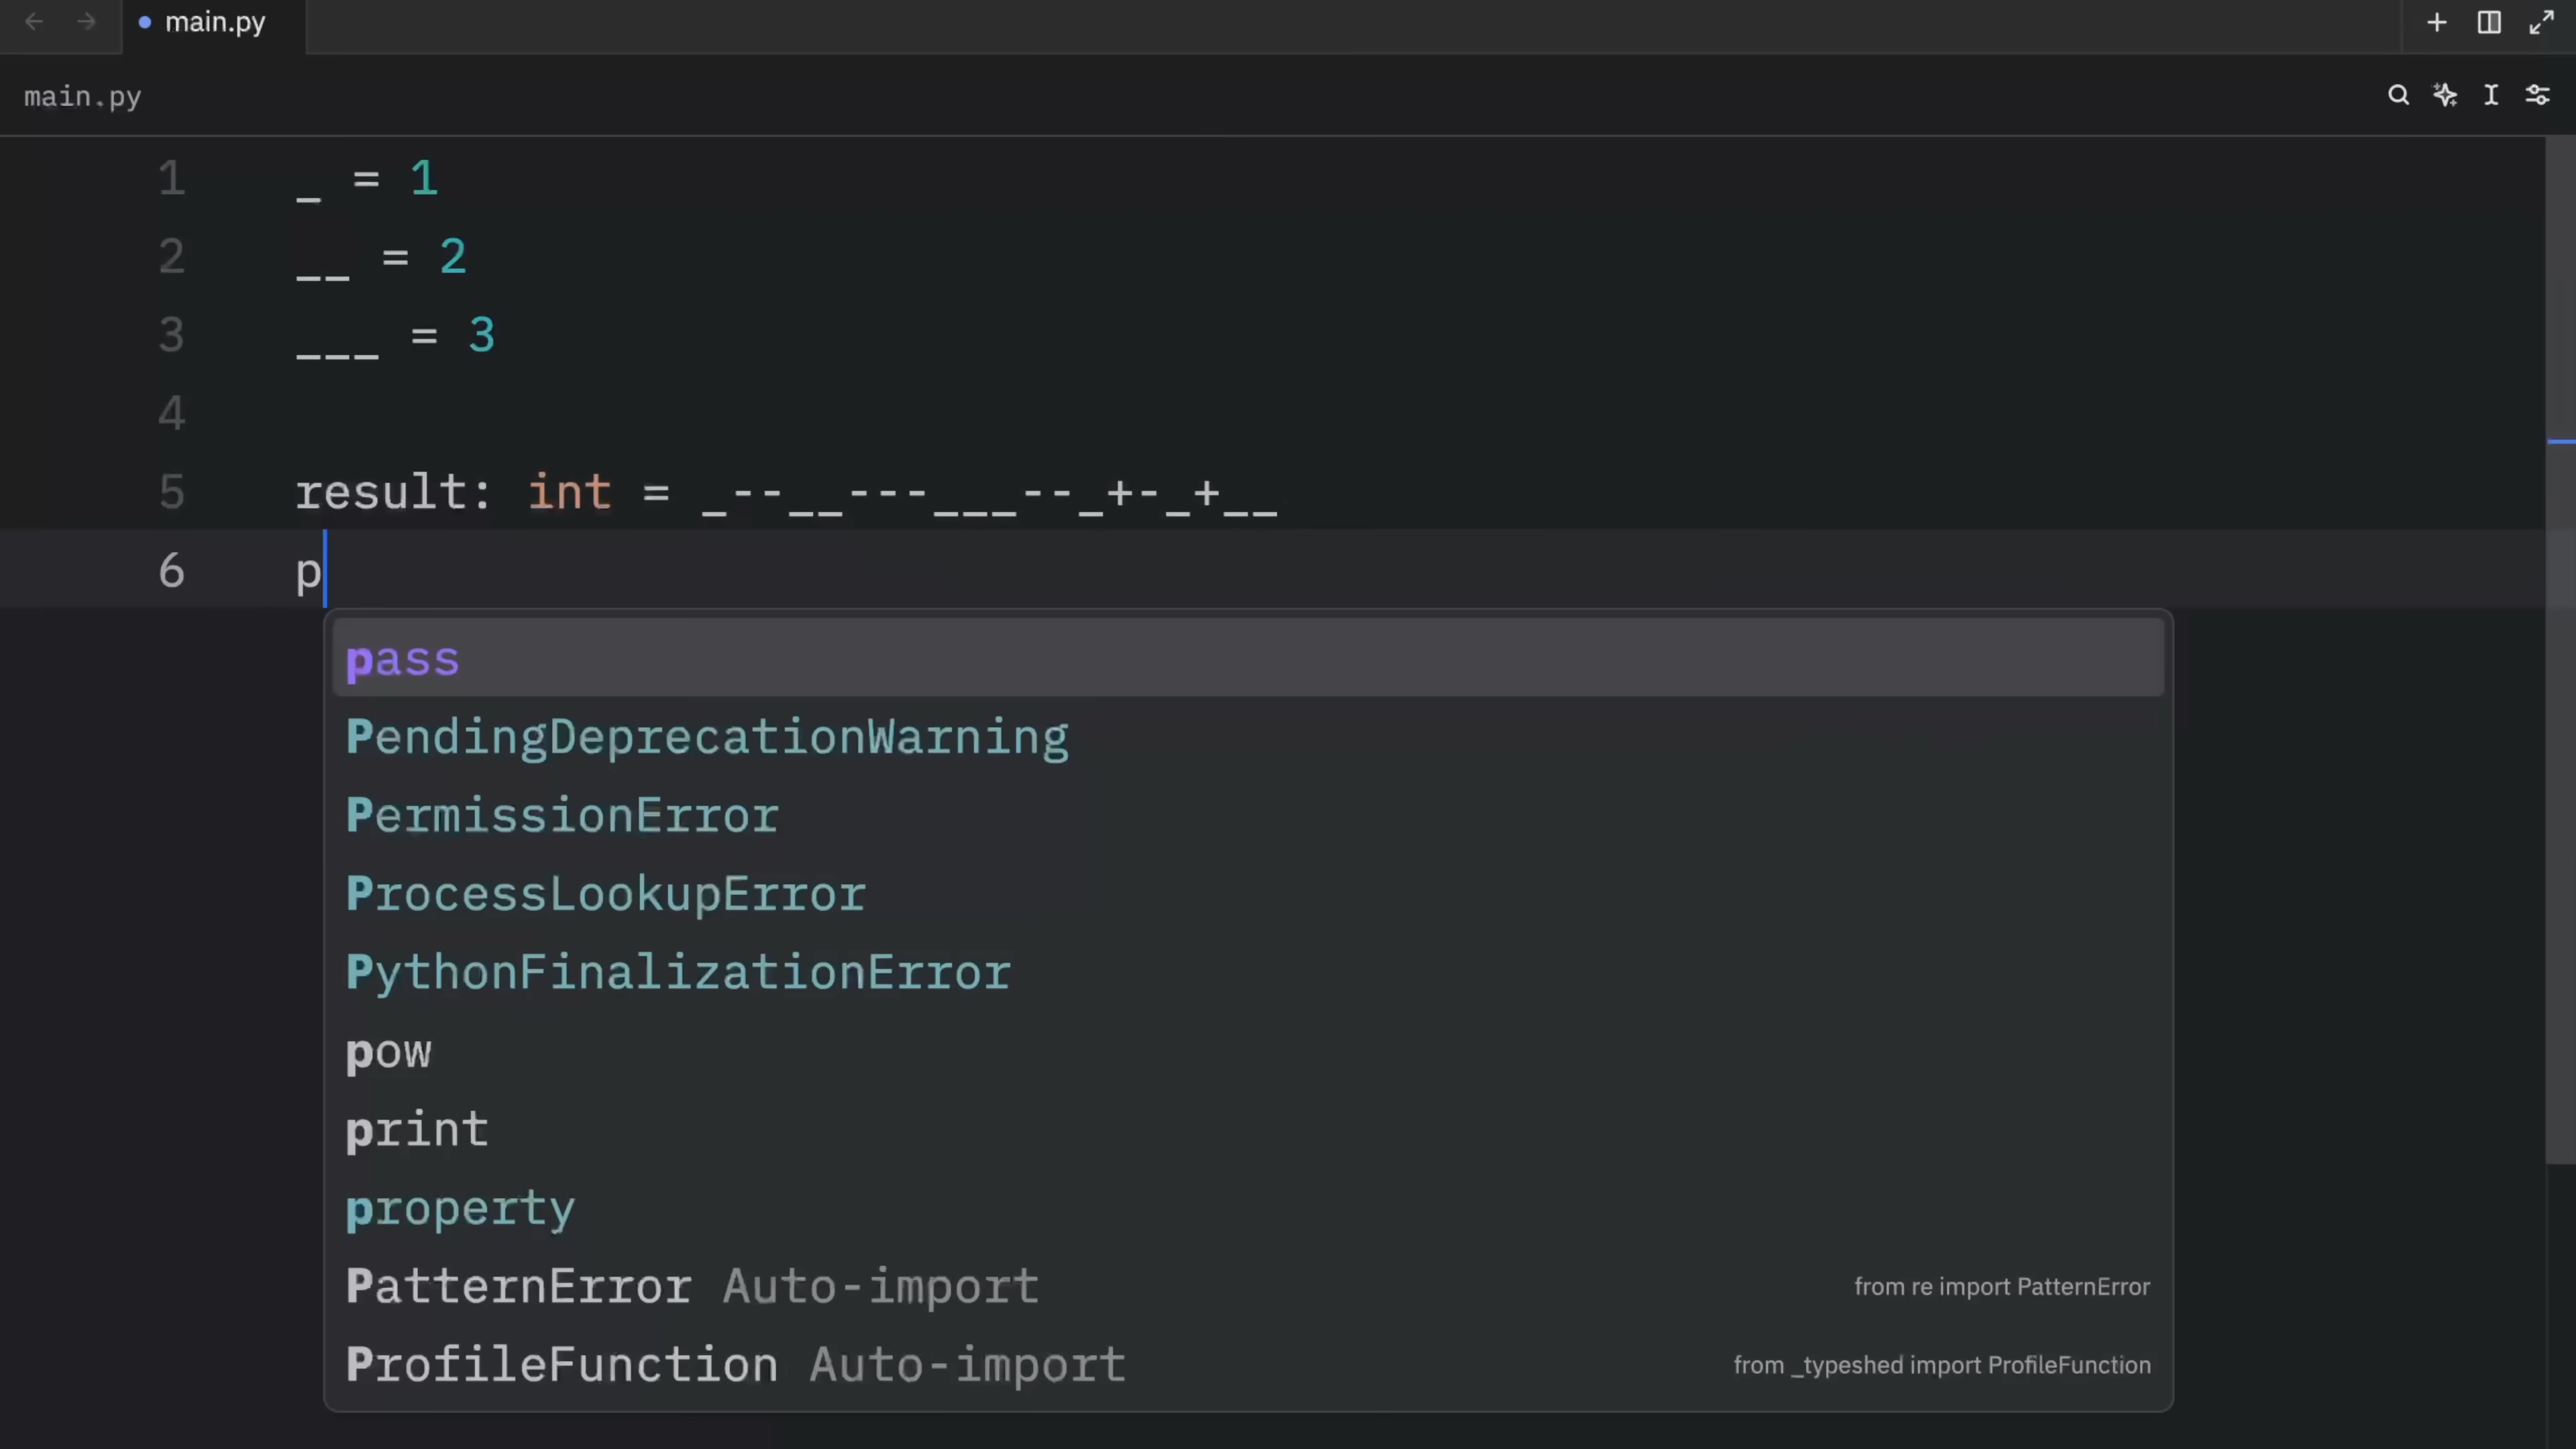 main.py
main.py
1 _ = 1
2 __ = 2
3 ___ = 3
4
5 result: int = _--__---___--_+-_+__
6 p
pass
PendingDeprecationWarning
PermissionError
ProcessLookupError
PythonFinalizationError
pow
print
property
PatternError Auto-import from re import PatternError
ProfileFunction Auto-import from _typeshed import ProfileFunction